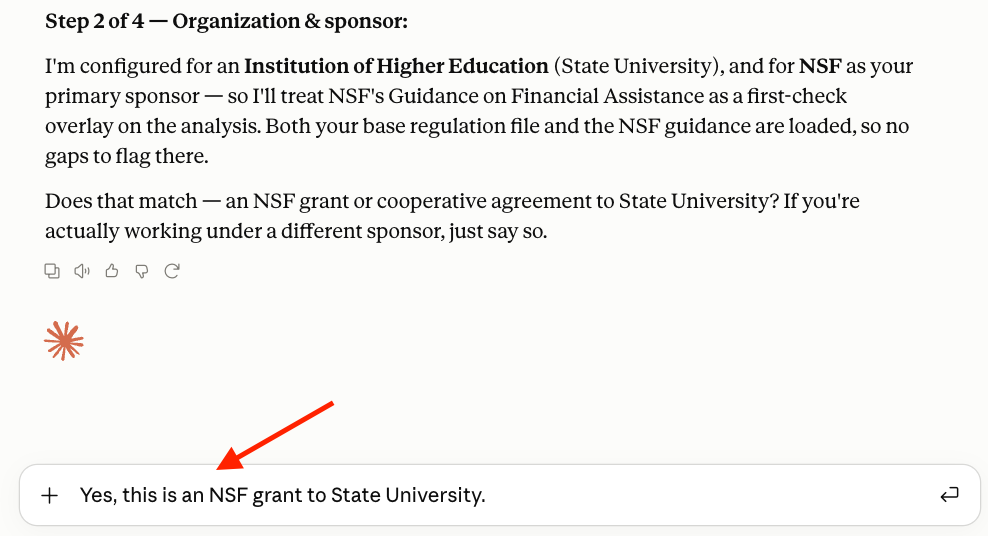 Step 2 of 4 — Organization & sponsor:
I'm configured for an Institution of Higher Education (State University), and for NSF as your
primary sponsor — so I'll treat NSF's Guidance on Financial Assistance as a first-check
overlay on the analysis. Both your base regulation file and the NSF guidance are loaded, so no
gaps to flag there.
Does that match — an NSF grant or cooperative agreement to State University? If you're
actually working under a different sponsor, just say so.
Yes, this is an NSF grant to State University.